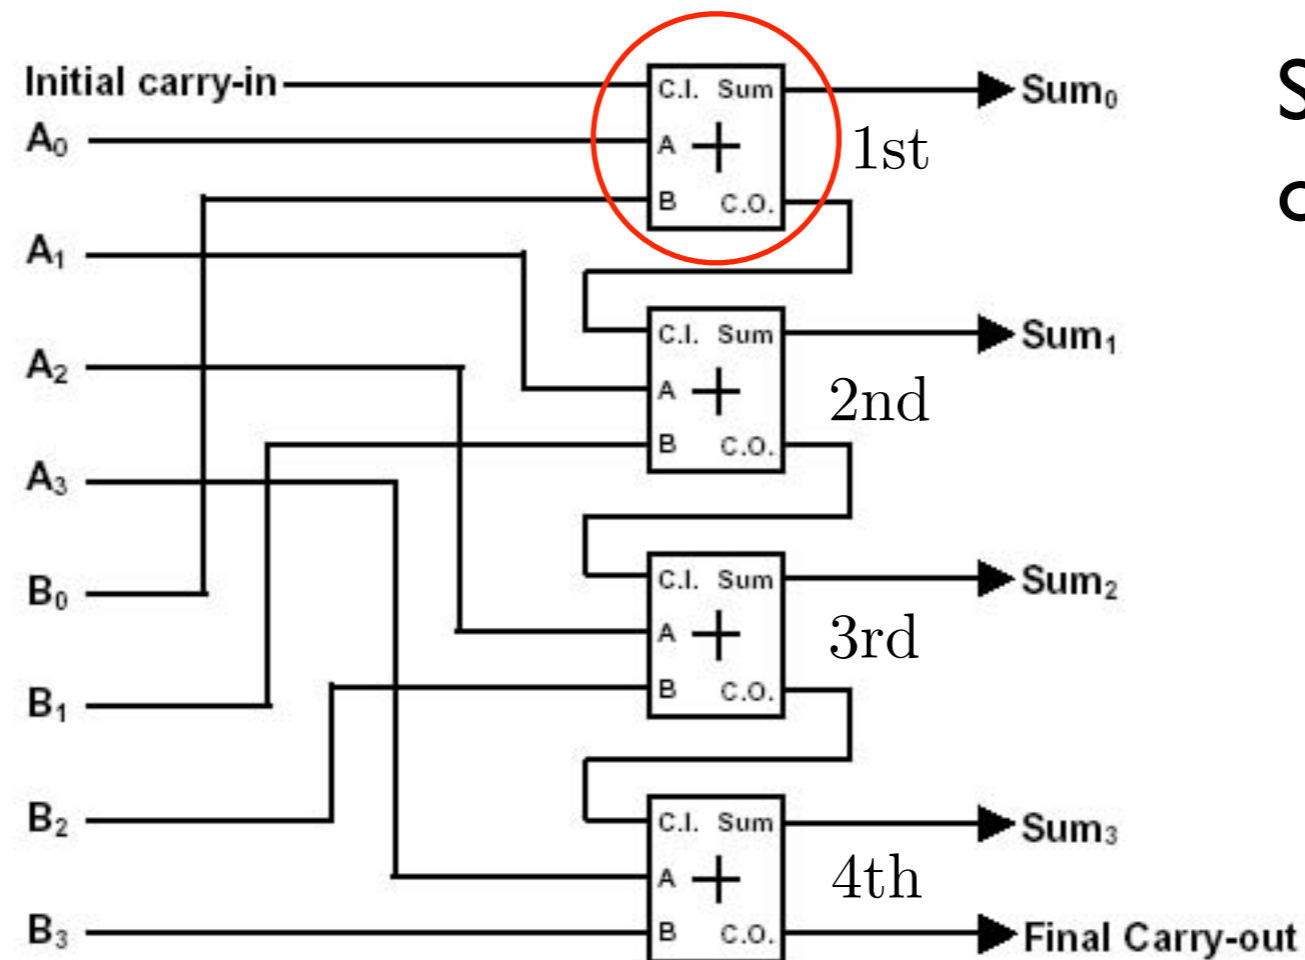 Initial carry-in
A₀
A₁
A₂
A₃
B₀
B₁
B₂
B₃
C.I. Sum
A +
B C.O.
1st
C.I. Sum
A +
B C.O.
2nd
C.I. Sum
A +
B C.O.
3rd
C.I. Sum
A +
B C.O.
4th
Sum₀
Sum₁
Sum₂
Sum₃
Final Carry-out